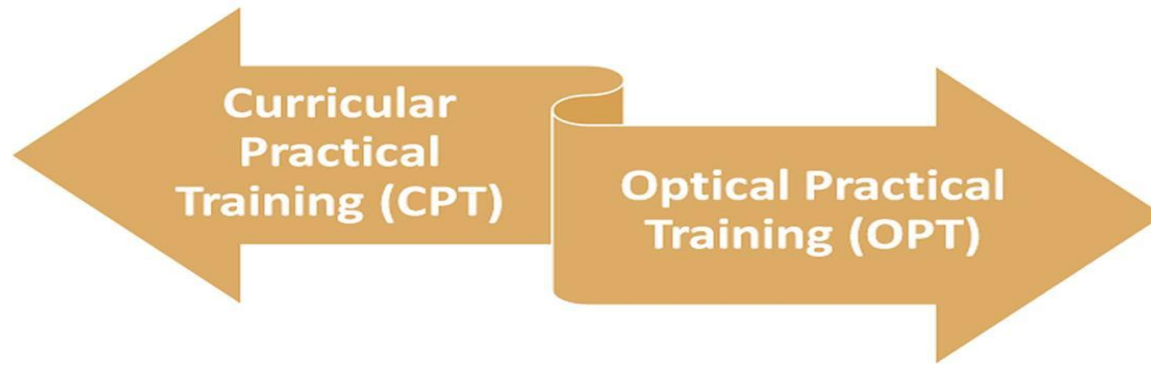 Curricular
Practical
Training (CPT)
Optical Practical
Training (OPT)